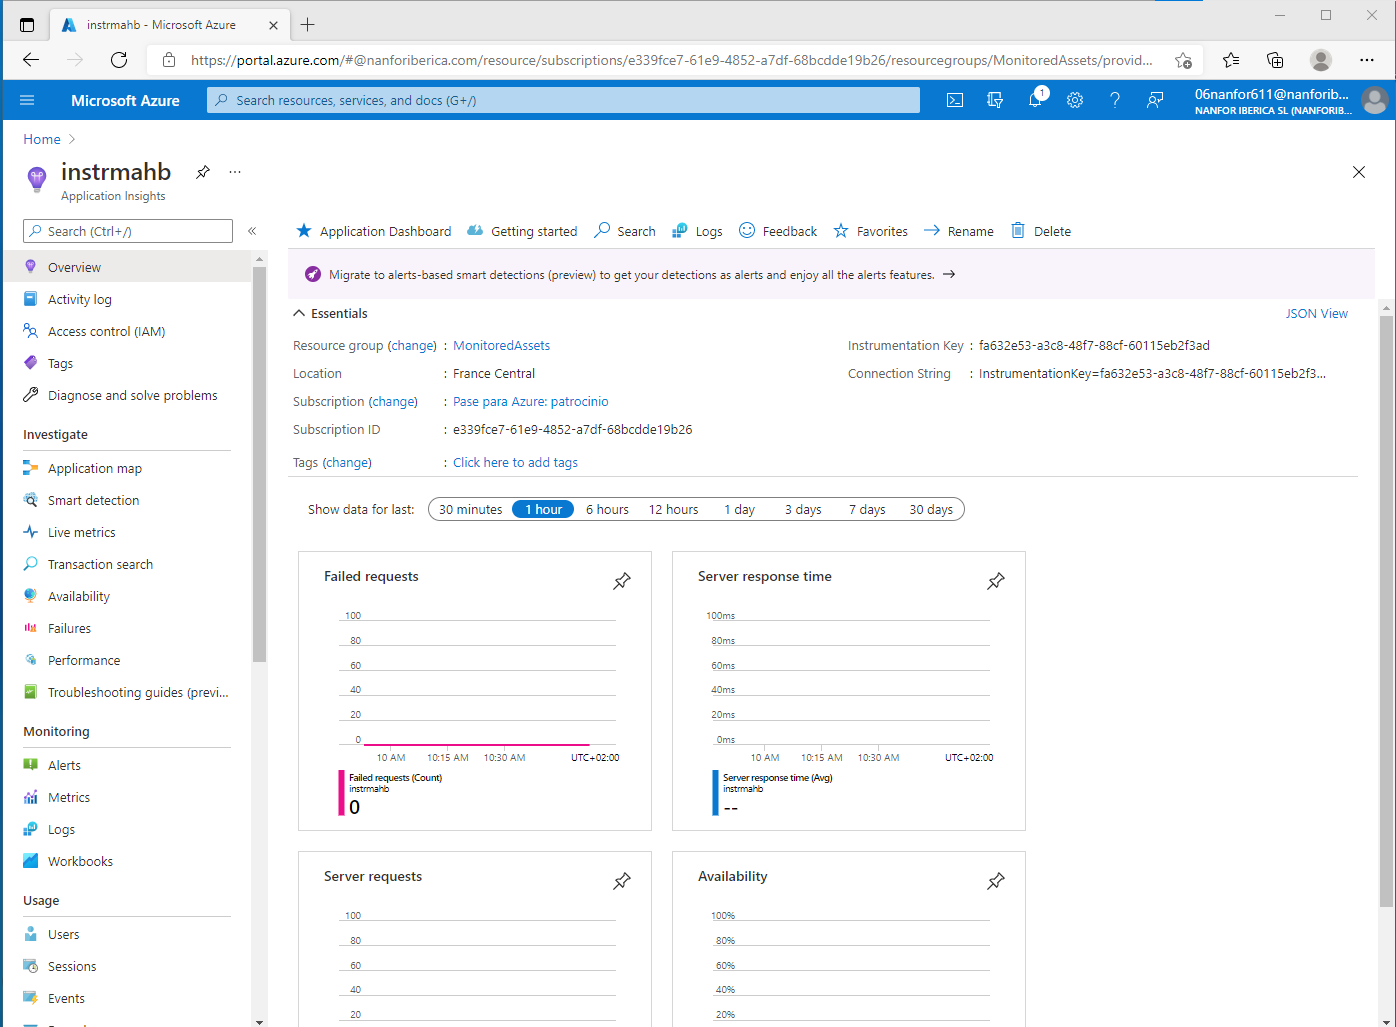 instrmahb - Microsoft Azure
https://portal.azure.com/#@nanforiberica.com/resource/subscriptions/e339fce7-61e9-4852-a7df-68bcdde19b26/resourcegroups/MonitoredAssets/provid...
Microsoft Azure
Search resources, services, and docs (G+/)
1
06nanfor611@nanforib...
NANFOR IBERICA SL (NANFORIB...
Home
instrmahb
Application Insights
Search (Ctrl+/)
Overview
Activity log
Access control (IAM)
Tags
Diagnose and solve problems
Investigate
Application map
Smart detection
Live metrics
Transaction search
Availability
Failures
Performance
Troubleshooting guides (previ...
Monitoring
Alerts
Metrics
Logs
Workbooks
Usage
Users
Sessions
Events
Application Dashboard
Getting started
Search
Logs
Feedback
Favorites
Rename
Delete
Migrate to alerts-based smart detections (preview) to get your detections as alerts and enjoy all the alerts features.
Essentials
JSON View
Resource group (change) : MonitoredAssets
Location : France Central
Subscription (change) : Pase para Azure: patrocinio
Subscription ID : e339fce7-61e9-4852-a7df-68bcdde19b26
Tags (change) : Click here to add tags
Instrumentation Key : fa632e53-a3c8-48f7-88cf-60115eb2f3ad
Connection String : InstrumentationKey=fa632e53-a3c8-48f7-88cf-60115eb2f3...
Show data for last: 30 minutes 1 hour 6 hours 12 hours 1 day 3 days 7 days 30 days
Failed requests
100
80
60
40
20
0
10 AM 10:15 AM 10:30 AM UTC+02:00
Failed requests (Count)
instrmahb
0
Server response time
100ms
80ms
60ms
40ms
20ms
0ms
10 AM 10:15 AM 10:30 AM UTC+02:00
Server response time (Avg)
instrmahb
--
Server requests
100
80
60
40
20
Availability
100%
80%
60%
40%
20%